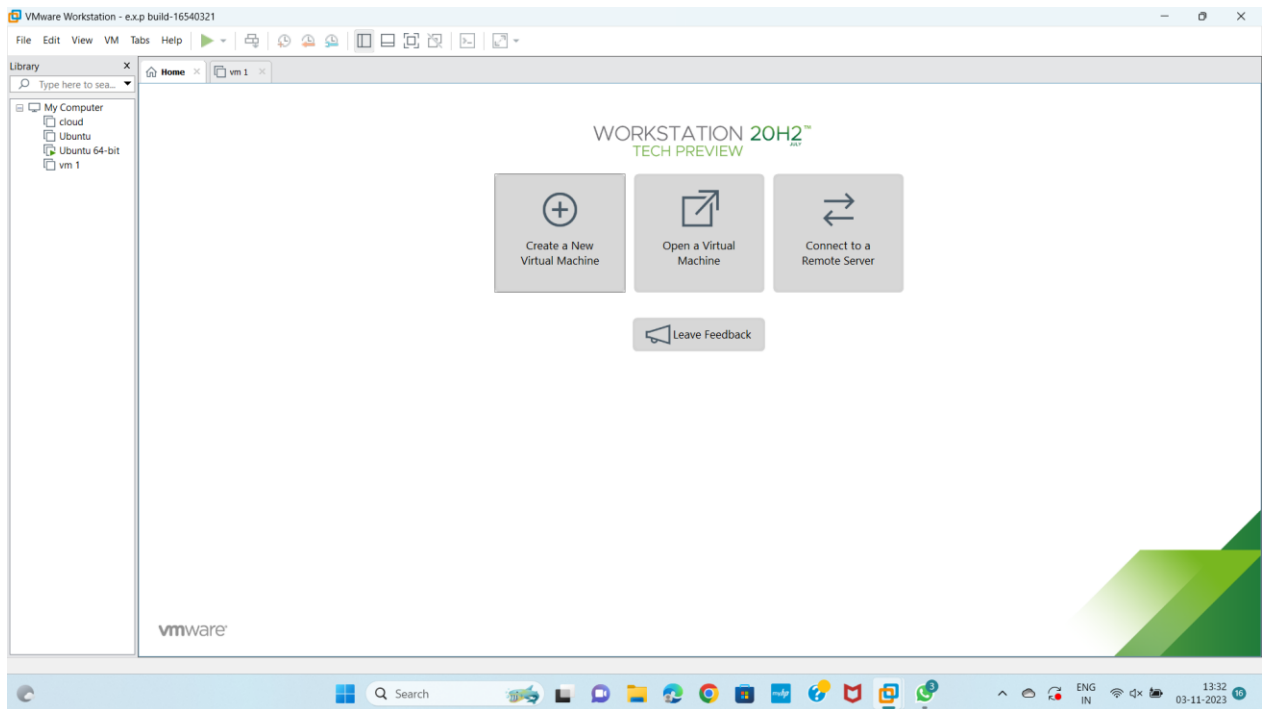 VMware Workstation - e.x.p build-16540321
File Edit View VM Tabs Help
Library X
Type here to sea...
Home
vm 1
My Computer
cloud
Ubuntu
Ubuntu 64-bit
vm 1
WORKSTATION 20H2™
JULY
TECH PREVIEW
Create a New
Virtual Machine
Open a Virtual
Machine
Connect to a
Remote Server
Leave Feedback
vmware
Search
3
ENG
IN
13:32
03-11-2023
16